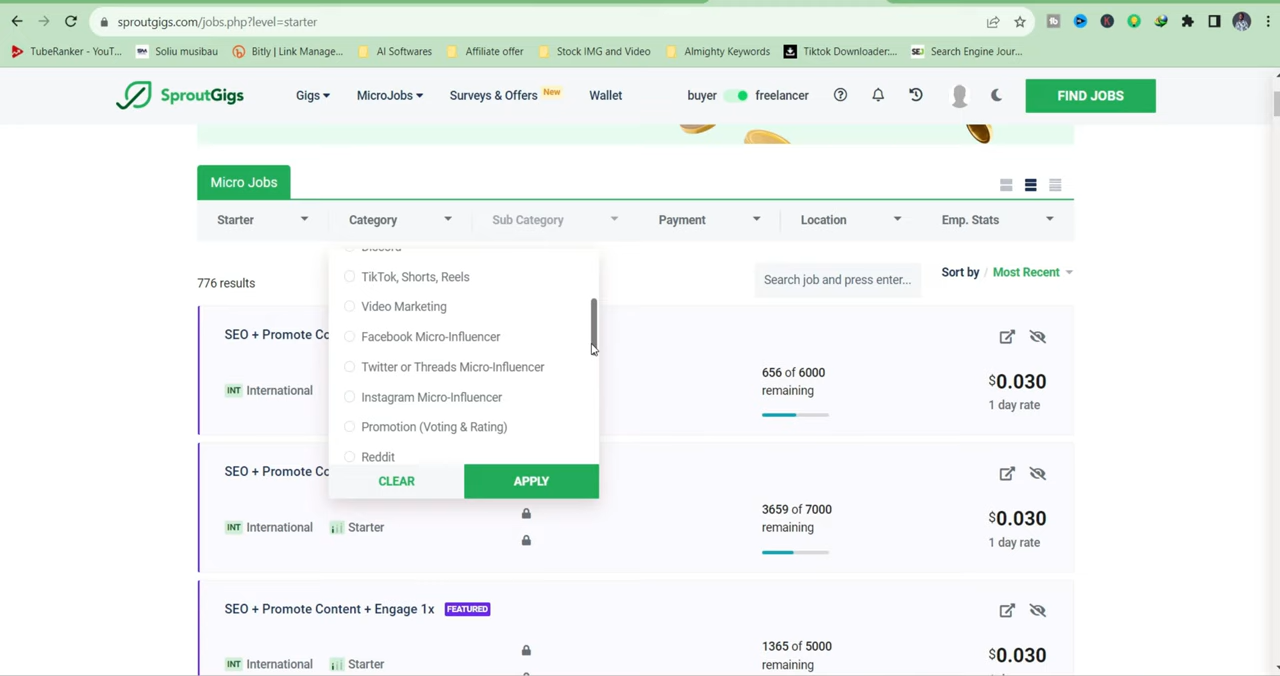 sproutgigs.com/jobs.php?level=starter
TubeRanker - YouT... Soliu musibau Bitly | Link Manage... AI Softwares Affiliate offer Stock IMG and Video Almighty Keywords Tiktok Downloader:... Search Engine Jour...
SproutGigs Gigs MicroJobs Surveys & Offers New Wallet buyer freelancer FIND JOBS
Micro Jobs
Starter Category Sub Category Payment Location Emp. Stats
Discord
776 results
Search job and press enter...
Sort by / Most Recent
TikTok, Shorts, Reels
Video Marketing
Facebook Micro-Influencer
Twitter or Threads Micro-Influencer
Instagram Micro-Influencer
Promotion (Voting & Rating)
Reddit
CLEAR APPLY
SEO + Promote Co
INT International
656 of 6000
remaining
$0.030
1 day rate
SEO + Promote Co
INT International Starter
3659 of 7000
remaining
$0.030
1 day rate
SEO + Promote Content + Engage 1x FEATURED
INT International Starter
1365 of 5000
remaining
$0.030